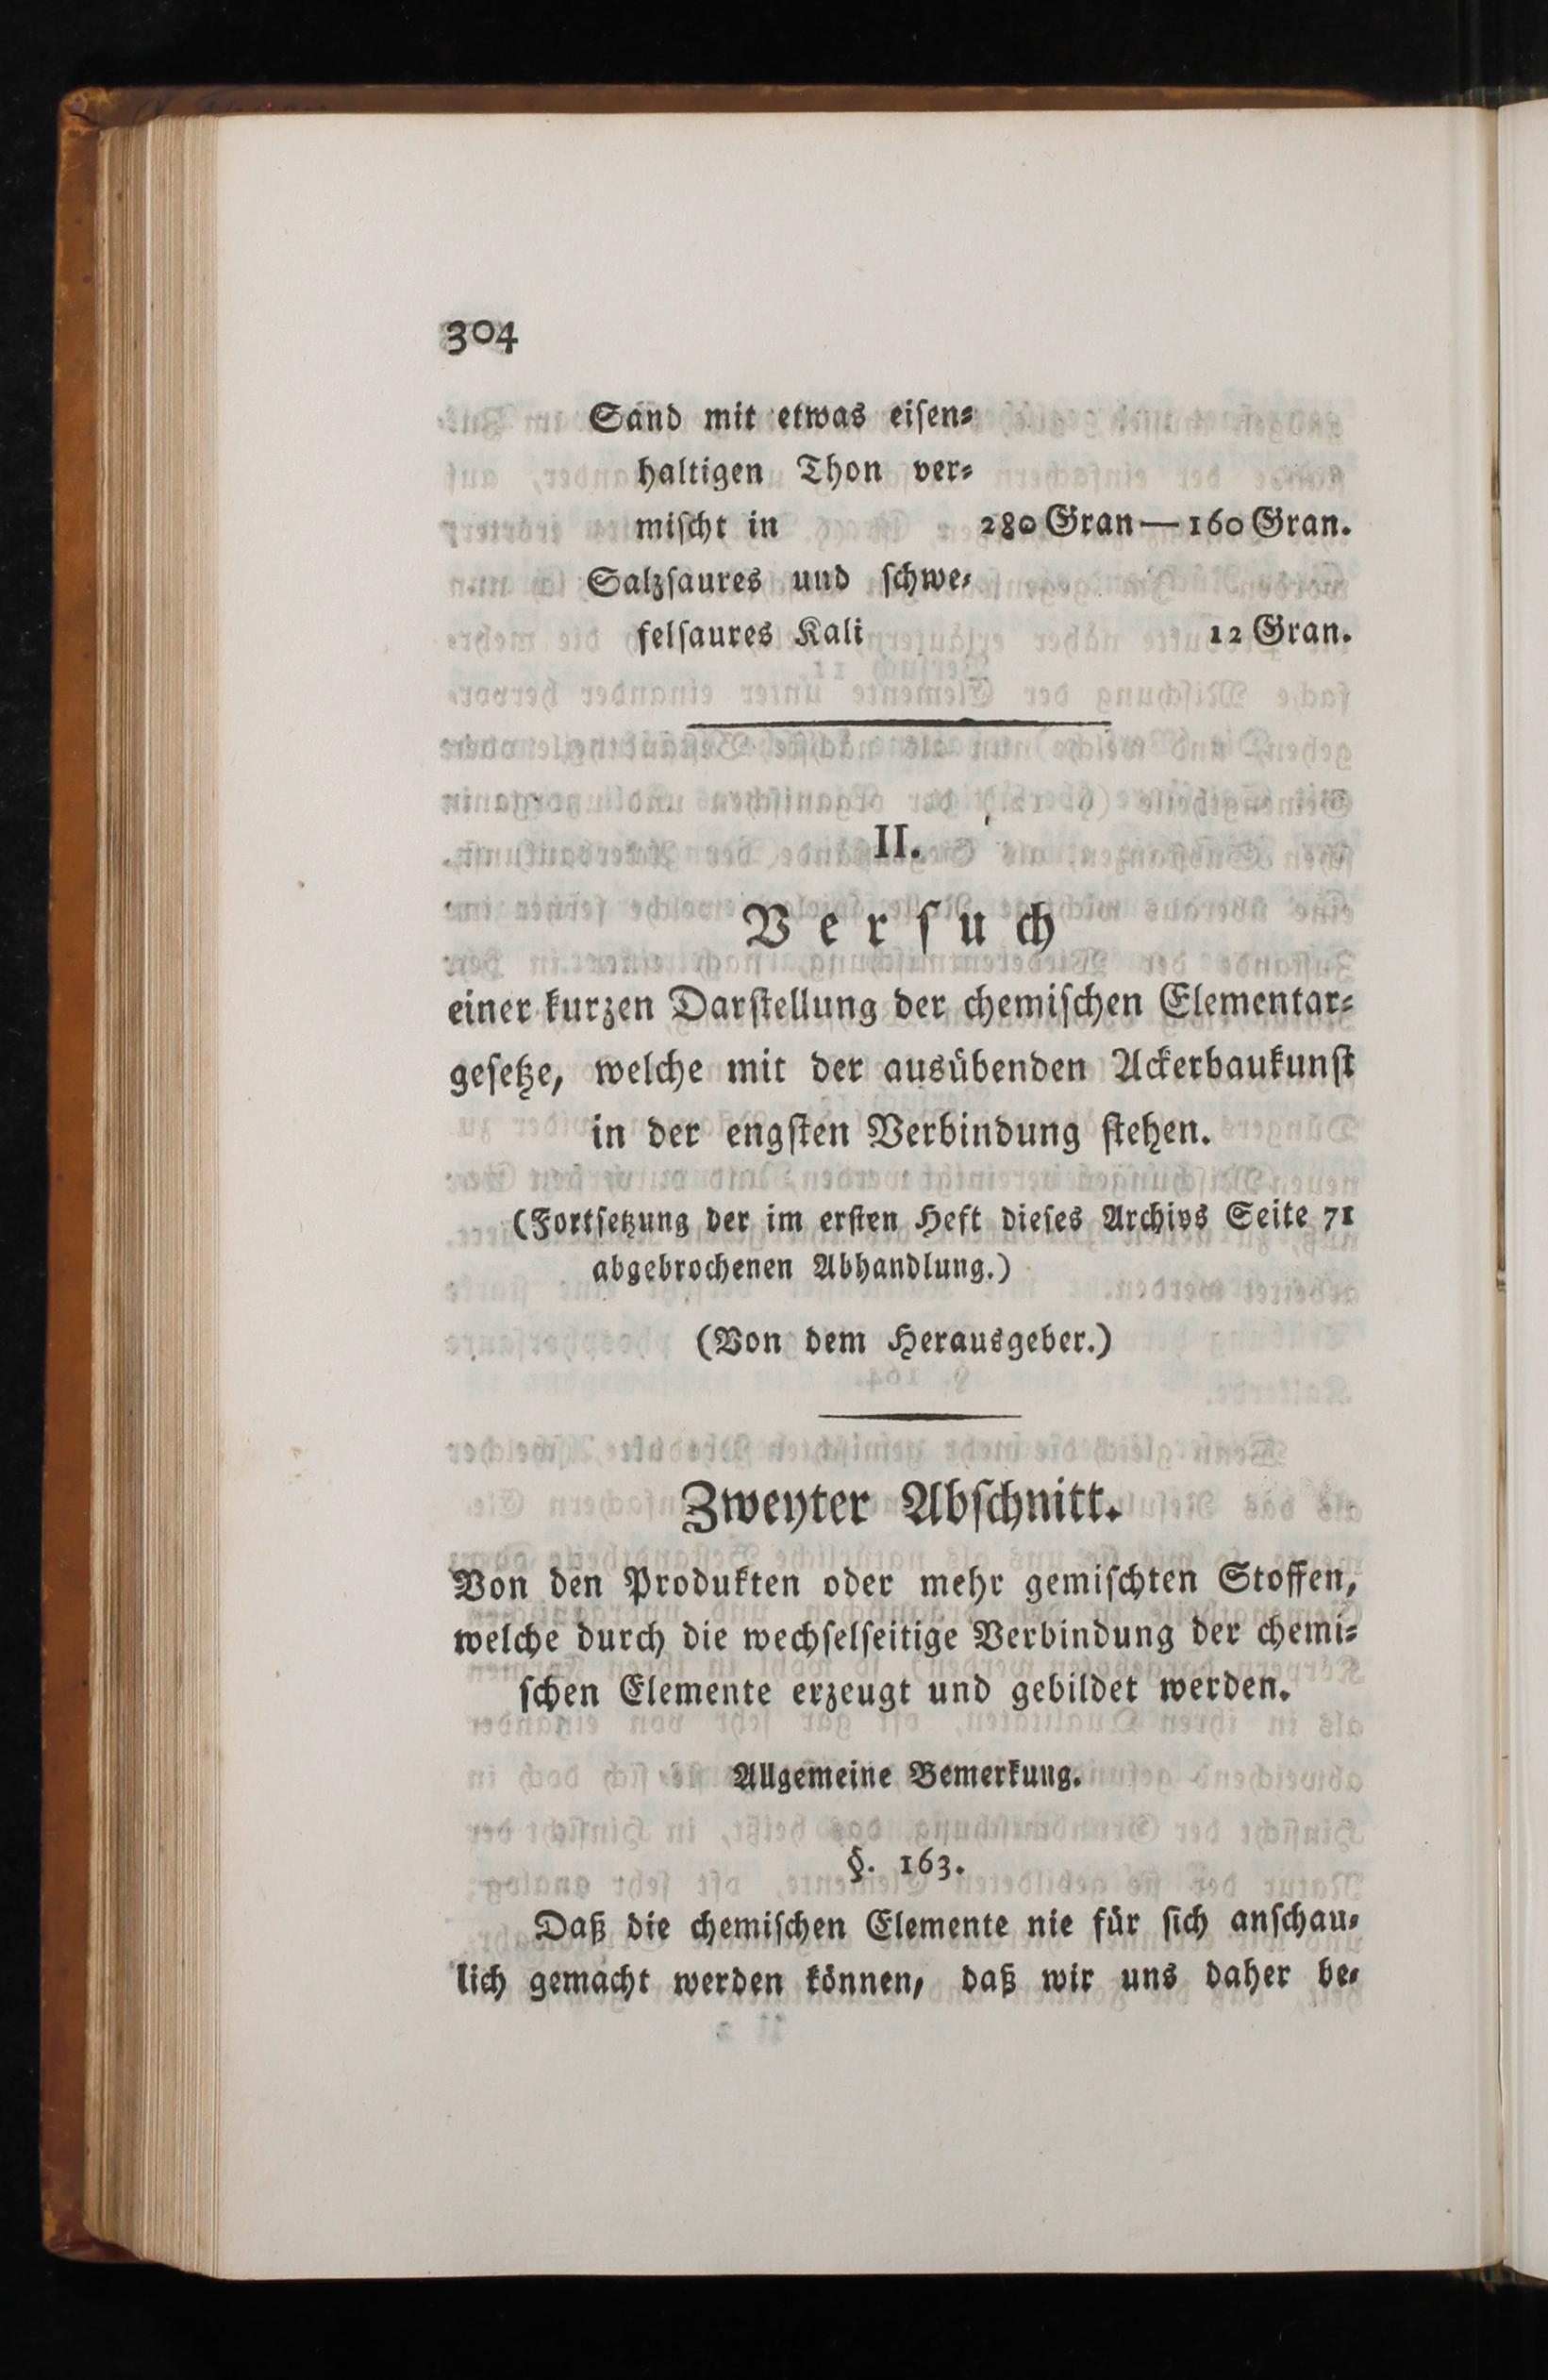 304
Sand mit etwas eiſen⸗
haltigen Thon ver⸗
miſcht in 280 Gran — 160 Gran.
Salzſaures und ſchwe⸗
felſaures Kali 12 Gran.
II.
Verſuch
einer kurzen Darſtellung der chemiſchen Elementar⸗
geſetze, welche mit der ausübenden Ackerbaukunſt
in der engſten Verbindung ſtehen.
(Fortſetzung der im erſten Heft dieſes Archivs Seite 71
abgebrochenen Abhandlung.)
(Von dem Herausgeber.)
Zweyter Abſchnitt.
Von den Produkten oder mehr gemiſchten Stoffen,
welche durch die wechſelſeitige Verbindung der chemi⸗
ſchen Elemente erzeugt und gebildet werden.
Allgemeine Bemerkung.
§. 163.
Daß die chemiſchen Elemente nie für ſich anſchau⸗
lich gemacht werden können, daß wir uns daher be⸗